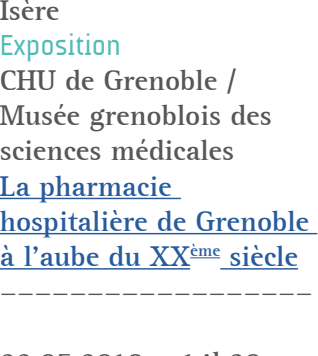 Isère
Exposition
CHU de Grenoble /
Musée grenoblois des
sciences médicales
La pharmacie
hospitalière de Grenoble
à l’aube du XXème siècle
__________________